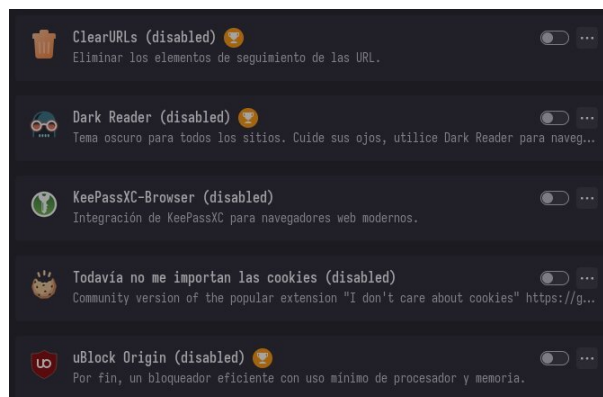 ClearURLs (disabled)
Eliminar los elementos de seguimiento de las URL.
Dark Reader (disabled)
Tema oscuro para todos los sitios. Cuide sus ojos, utilice Dark Reader para naveg...
KeePassXC-Browser (disabled)
Integración de KeePassXC para navegadores web modernos.
Todavía no me importan las cookies (disabled)
Community version of the popular extension "I don't care about cookies" https://g...
uBlock Origin (disabled)
Por fin, un bloqueador eficiente con uso mínimo de procesador y memoria.